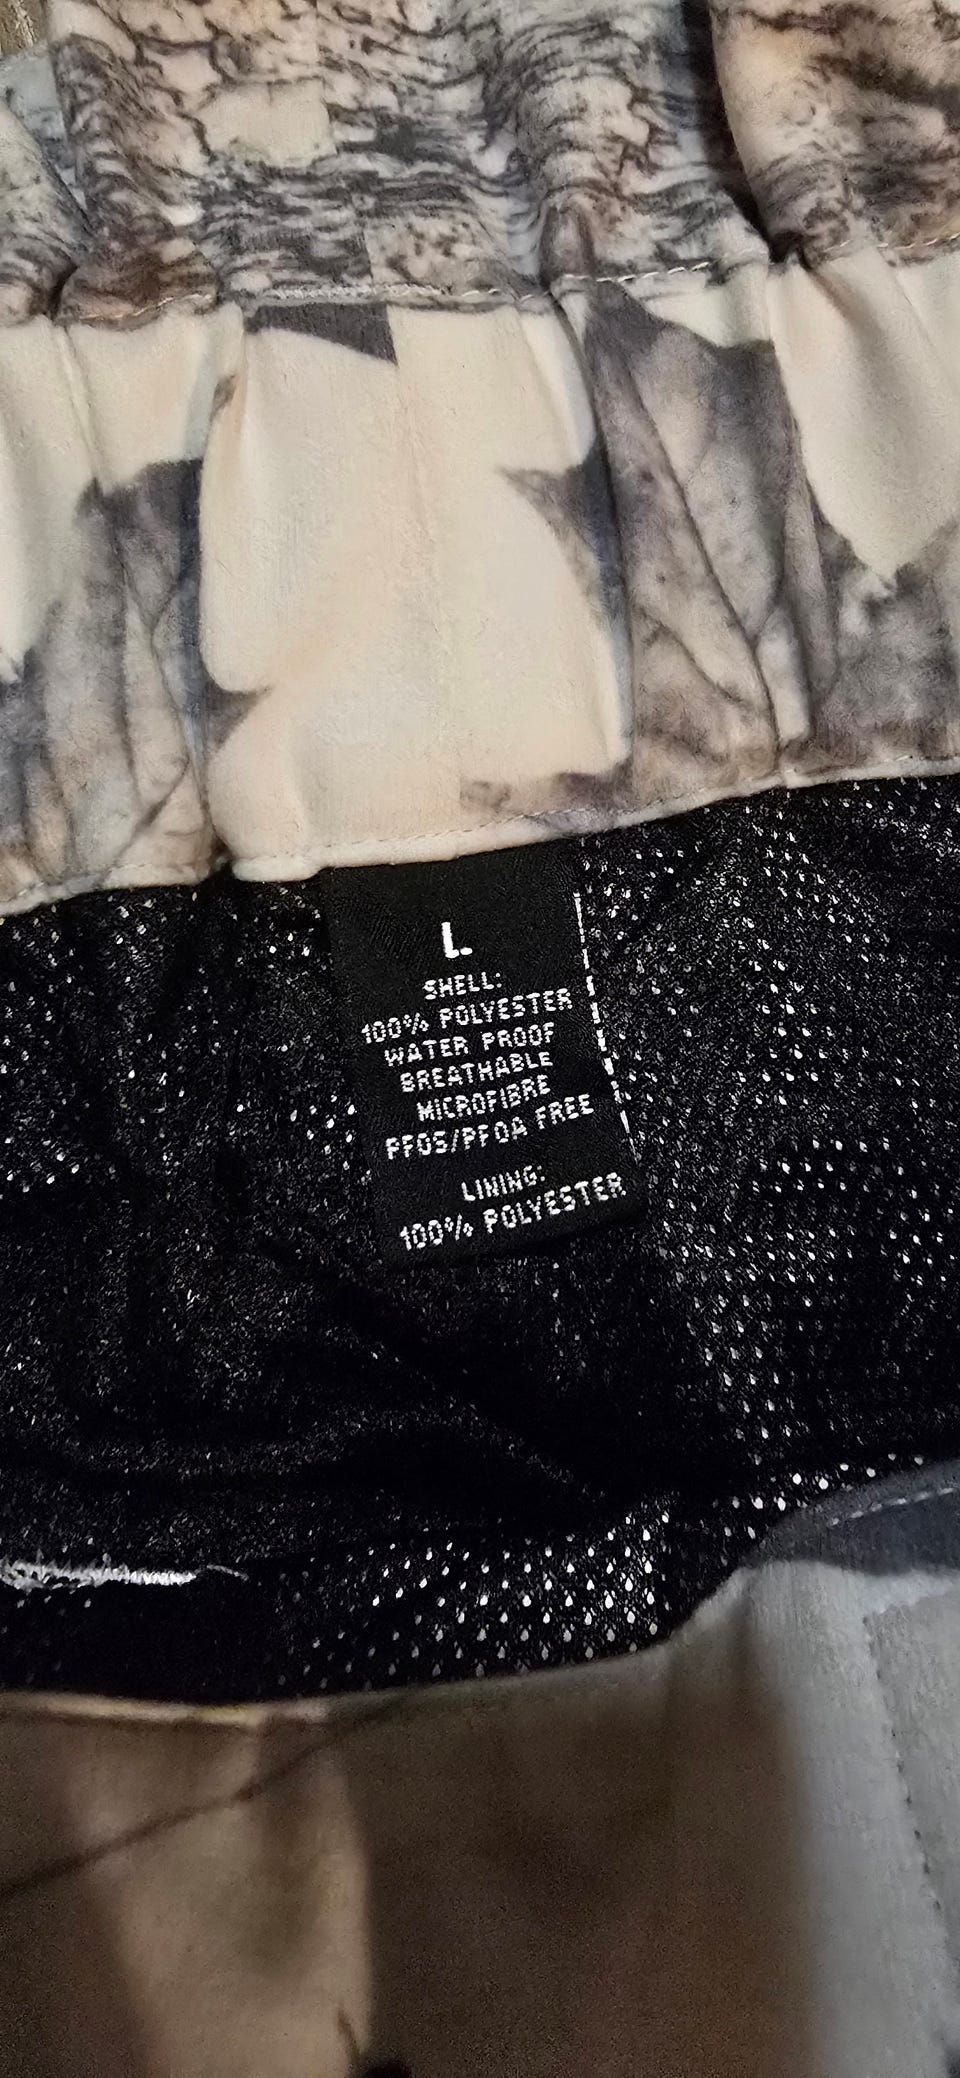 L
SHELL:
100% POLYESTER
WATER PROOF
BREATHABLE
MICROFIBRE
PFOS/PFOA FREE
LINING:
100% POLYESTER